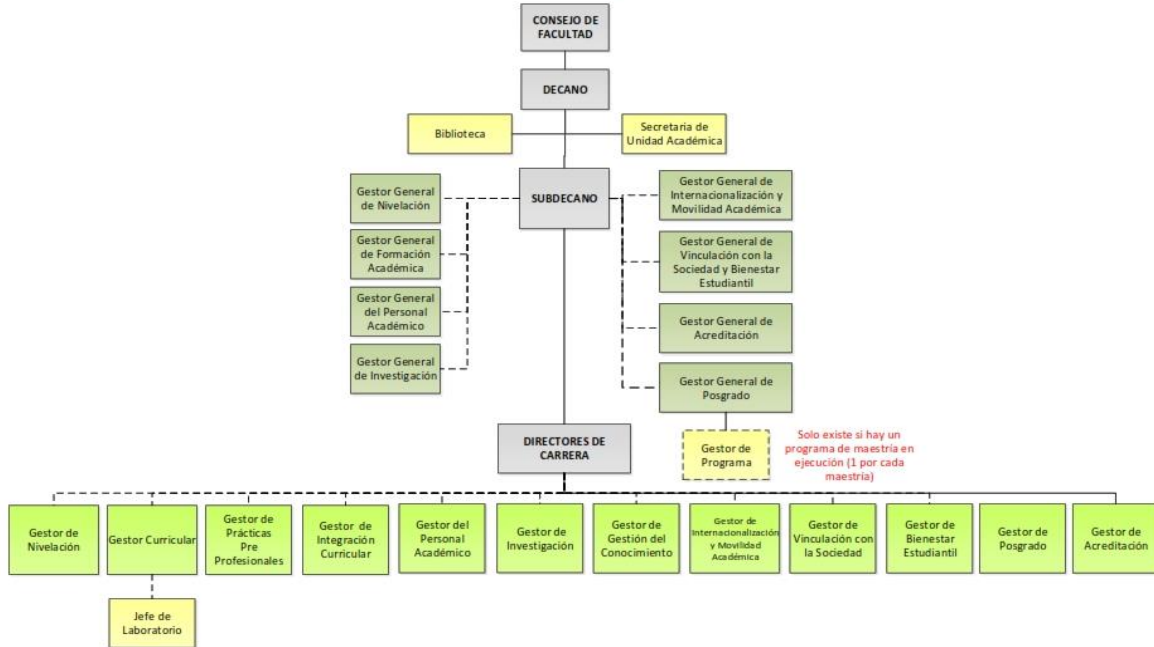 CONSEJO DE
FACULTAD
DECANO
Biblioteca
Secretaria de
Unidad Académica
SUBDECANO
Gestor General
de Nivelación
Gestor General
de Formación
Académica
Gestor General
del Personal
Académico
Gestor General
de Investigación
Gestor General de
Internacionalización y
Movilidad Académica
Gestor General de
Vinculación con la
Sociedad y Bienestar
Estudiantil
Gestor General de
Acreditación
Gestor General de
Posgrado
DIRECTORES DE
CARRERA
Gestor de
Programa
Solo existe si hay un
programa de maestría en
ejecución (1 por cada
maestría)
Gestor de
Nivelación
Gestor Curricular
Gestor de
Prácticas
Pre
Profesionales
Gestor de
Integración
Curricular
Gestor del
Personal
Académico
Gestor de
Investigación
Gestor de
Gestión del
Conocimiento
Gestor de
Internacionalización
y Movilidad
Académica
Gestor de
Vinculación con
la Sociedad
Gestor de
Bienestar
Estudiantil
Gestor de
Posgrado
Gestor de
Acreditación
Jefe de
Laboratorio